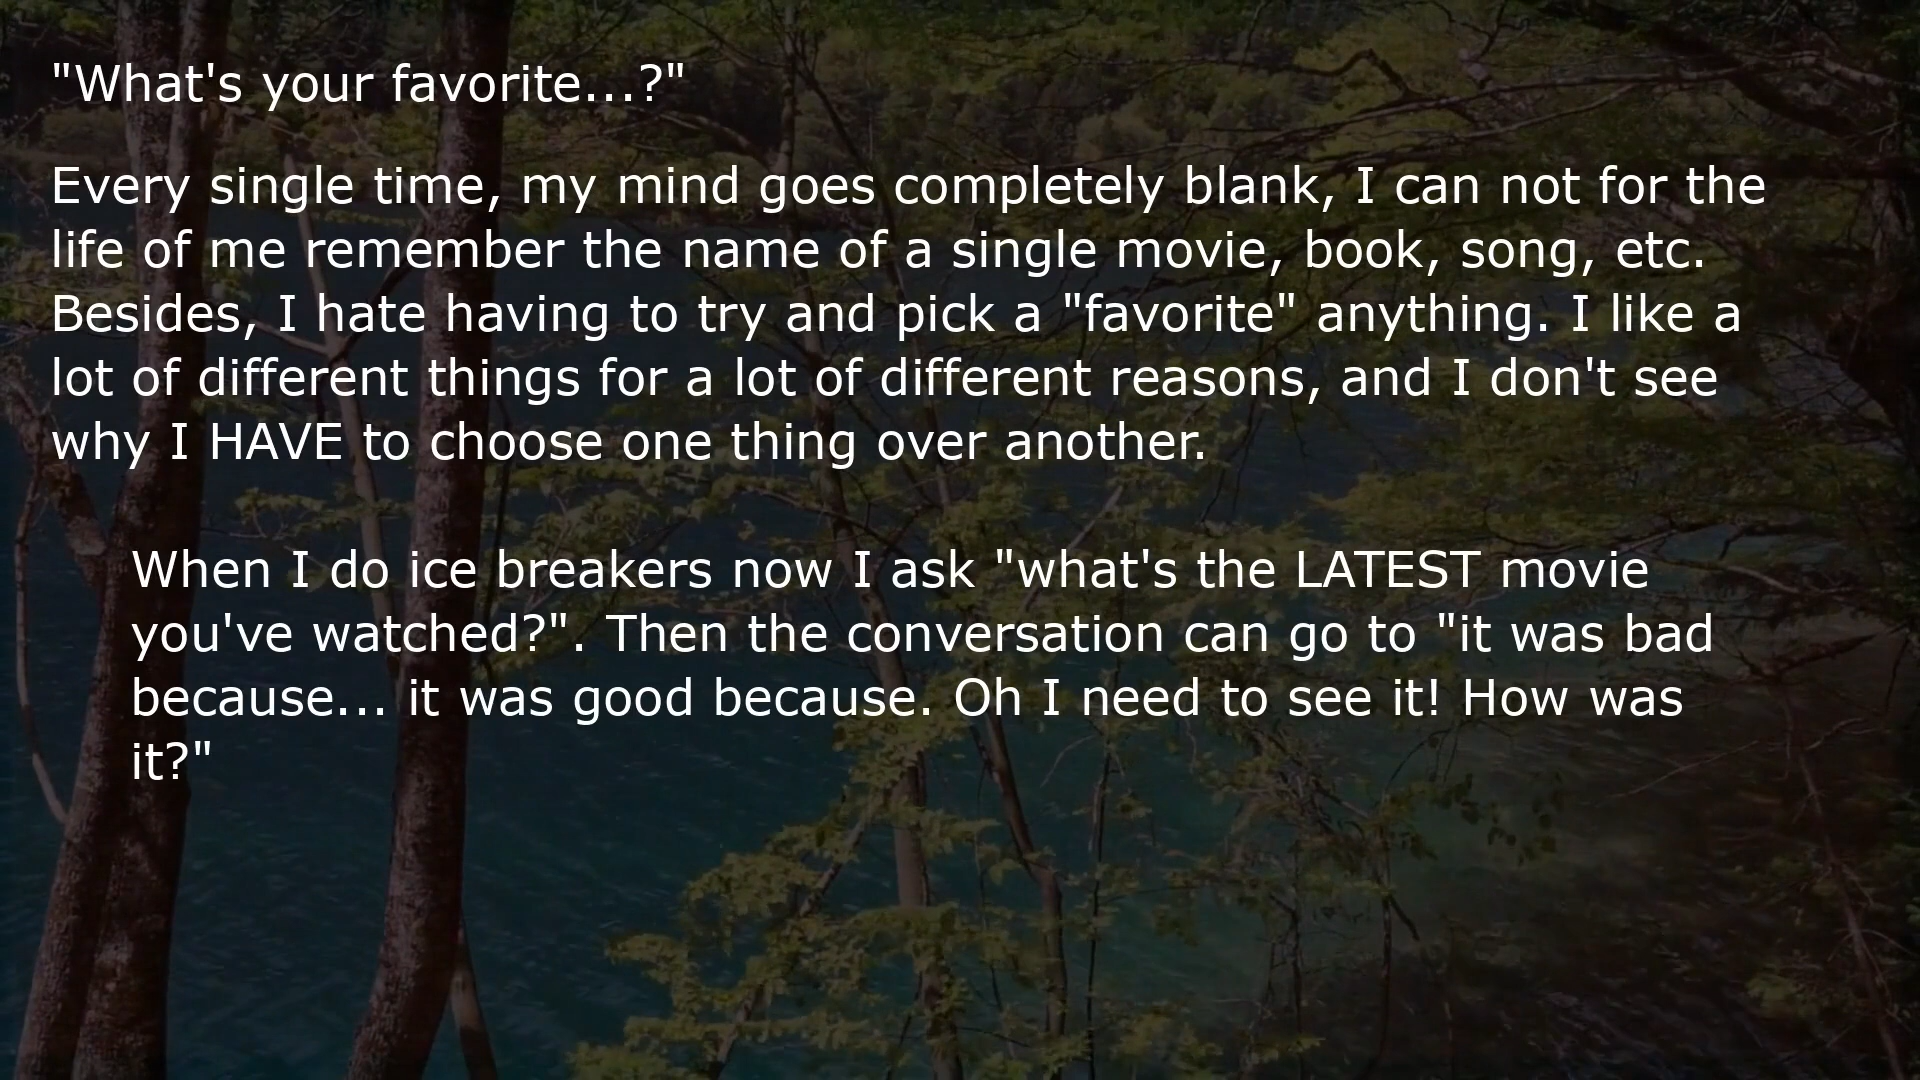 "What's your favorite...?"
Every single time, my mind goes completely blank, I can not for the
life of me remember the name of a single movie, book, song, etc.
Besides, I hate having to try and pick a "favorite" anything. I like a
lot of different things for a lot of different reasons, and I don't see
why I HAVE to choose one thing over another.
When I do ice breakers now I ask "what's the LATEST movie
you've watched?". Then the conversation can go to "it was bad
because... it was good because. Oh I need to see it! How was
it?"